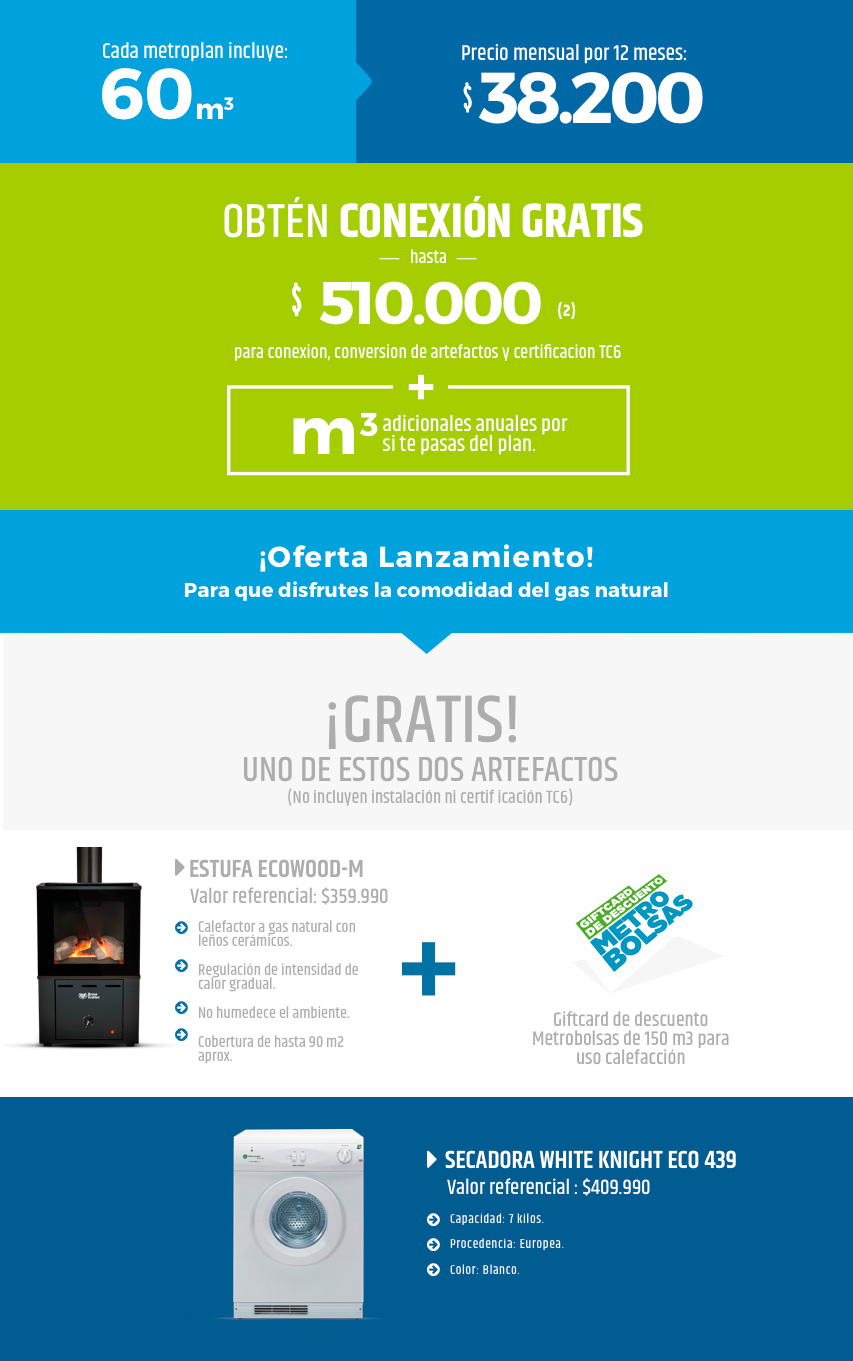 Cada metroplan incluye:
60 m³
Precio mensual por 12 meses:
$ 38.200
OBTÉN CONEXIÓN GRATIS
— hasta —
$ 510.000 (2)
para conexion, conversion de artefactos y certificacion TC6
+
m³ adicionales anuales por
si te pasas del plan.
¡Oferta Lanzamiento!
Para que disfrutes la comodidad del gas natural
¡GRATIS!
UNO DE ESTOS DOS ARTEFACTOS
(No incluyen instalación ni certif icación TC6)
ESTUFA ECOWOOD-M
Valor referencial: $359.990
Calefactor a gas natural con
leños cerámicos.
Regulación de intensidad de
calor gradual.
No humedece el ambiente.
Cobertura de hasta 90 m2
aprox.
+
GIFTCARD
DE DESCUENTO
METRO
BOLSAS
Giftcard de descuento
Metrobolsas de 150 m3 para
uso calefacción
SECADORA WHITE KNIGHT ECO 439
Valor referencial : $409.990
Capacidad: 7 kilos.
Procedencia: Europea.
Color: Blanco.